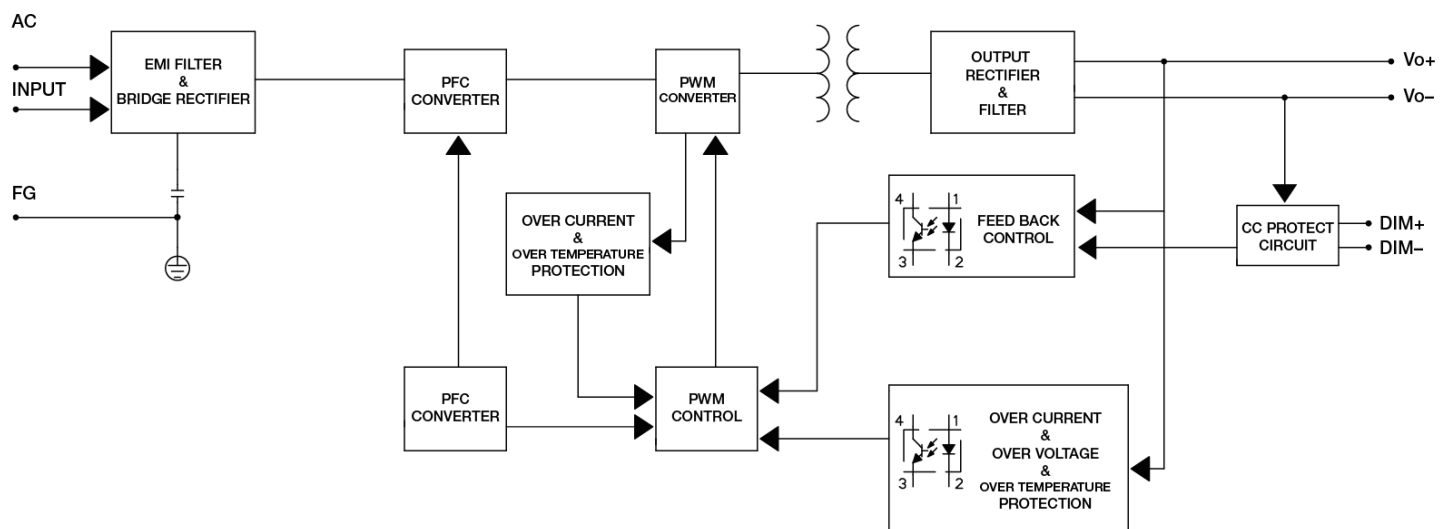 AC
INPUT
FG
EMI FILTER
&
BRIDGE RECTIFIER
PFC
CONVERTER
PWM
CONVERTER
OUTPUT
RECTIFIER
&
FILTER
Vo+
Vo−
OVER CURRENT
&
OVER TEMPERATURE
PROTECTION
4
1
3
2
FEED BACK
CONTROL
CC PROTECT
CIRCUIT
DIM+
DIM−
PFC
CONVERTER
PWM
CONTROL
4
1
3
2
OVER CURRENT
&
OVER VOLTAGE
&
OVER TEMPERATURE
PROTECTION